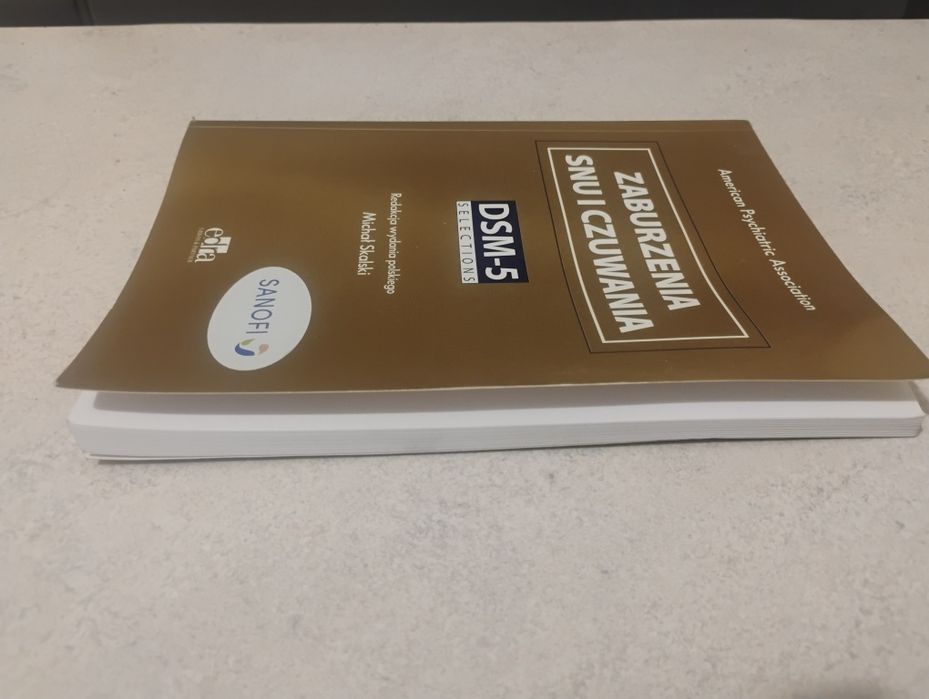 American Psychiatric Association
ZABURZENIA
SNU I CZUWANIA
DSM-5
SELECTIONS
Redakcja wydania polskiego
Michał Skalski
edra
SANOFI